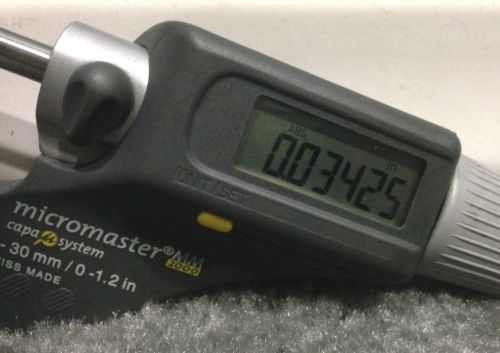 ABS
in
0.03425
UNIT/SET
micromaster®MM
2000
capa µ system
- 30 mm / 0 - 1.2 in
ISS MADE